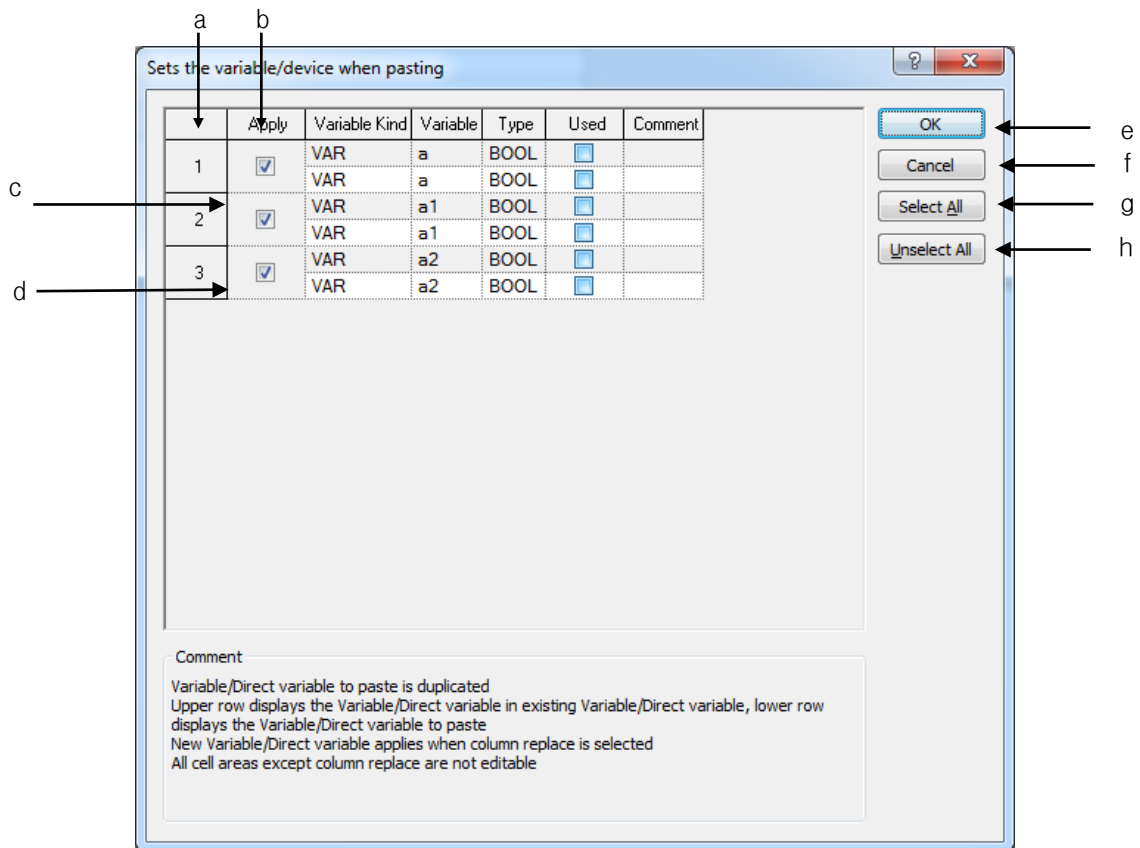 a b
Sets the variable/device when pasting
Apply Variable Kind Variable Type Used Comment
1 VAR a BOOL
VAR a BOOL
2 VAR a1 BOOL
VAR a1 BOOL
3 VAR a2 BOOL
VAR a2 BOOL
c
d
OK e
Cancel f
Select All g
Unselect All h
Comment
Variable/Direct variable to paste is duplicated
Upper row displays the Variable/Direct variable in existing Variable/Direct variable, lower row
displays the Variable/Direct variable to paste
New Variable/Direct variable applies when column replace is selected
All cell areas except column replace are not editable